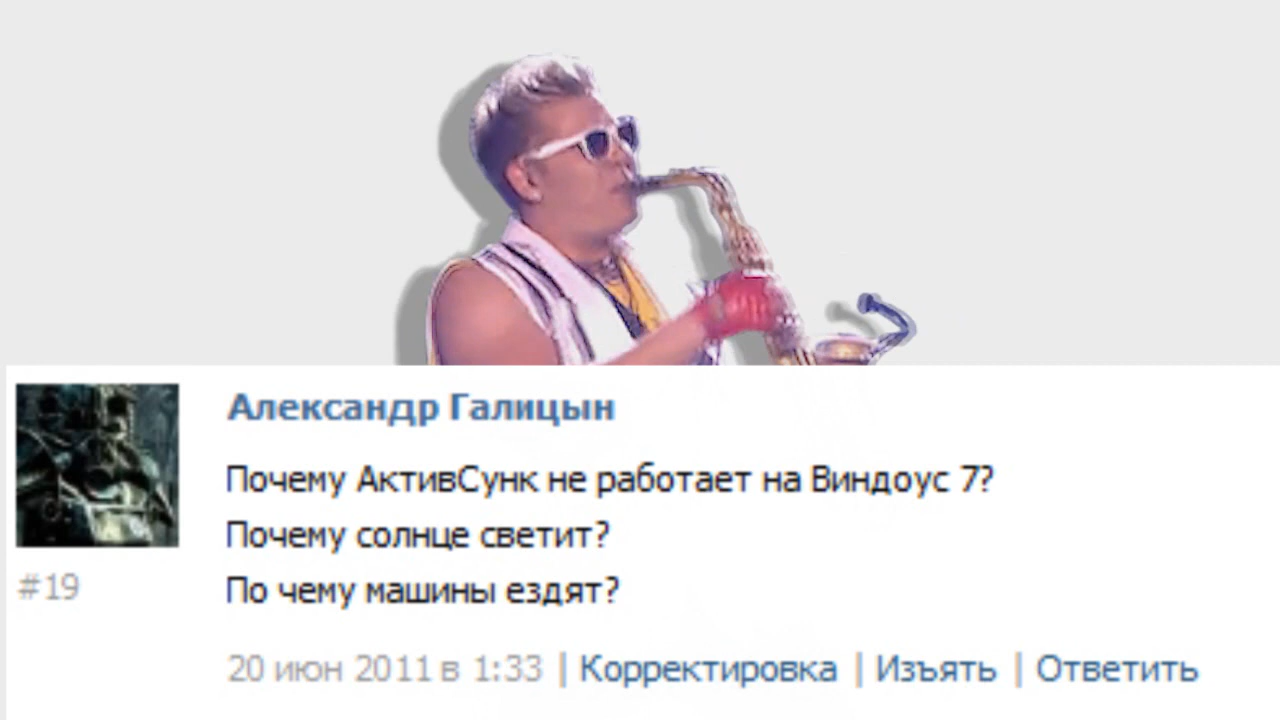 Александр Галицын
Почему АктивСунк не работает на Виндоус 7?
Почему солнце светит?
По чему машины ездят?
#19
20 июн 2011 в 1:33 | Корректировка | Изъять | Ответить